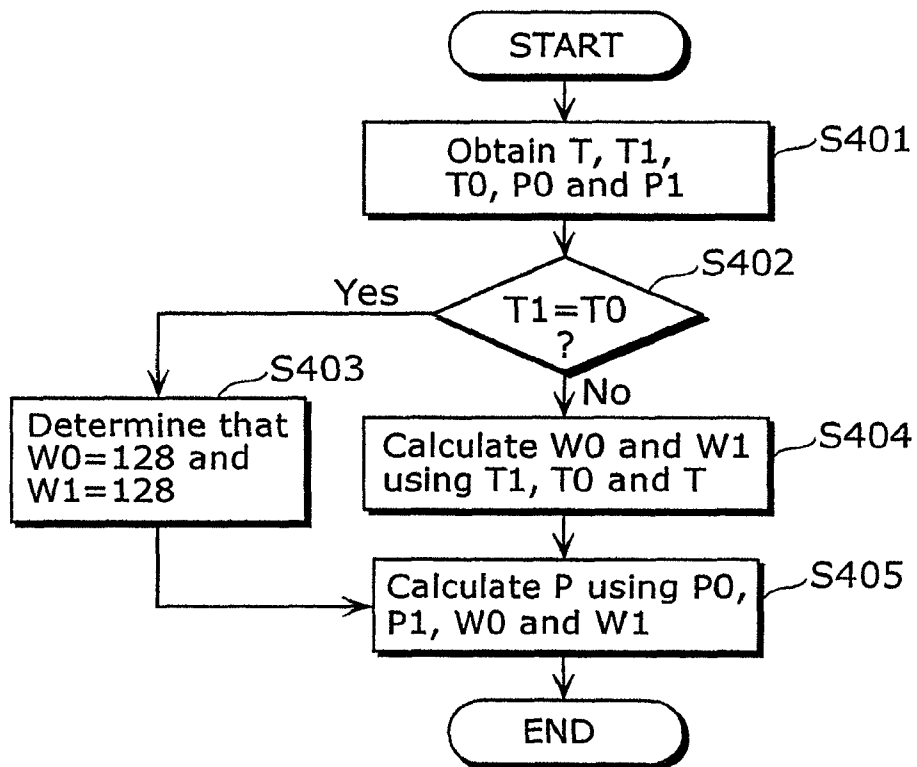 START
Obtain T, T1,
T0, P0 and P1
S401
S402
T1=T0
?
Yes
No
S403
Determine that
W0=128 and
W1=128
Calculate W0 and W1
using T1, T0 and T
S404
Calculate P using P0,
P1, W0 and W1
S405
END